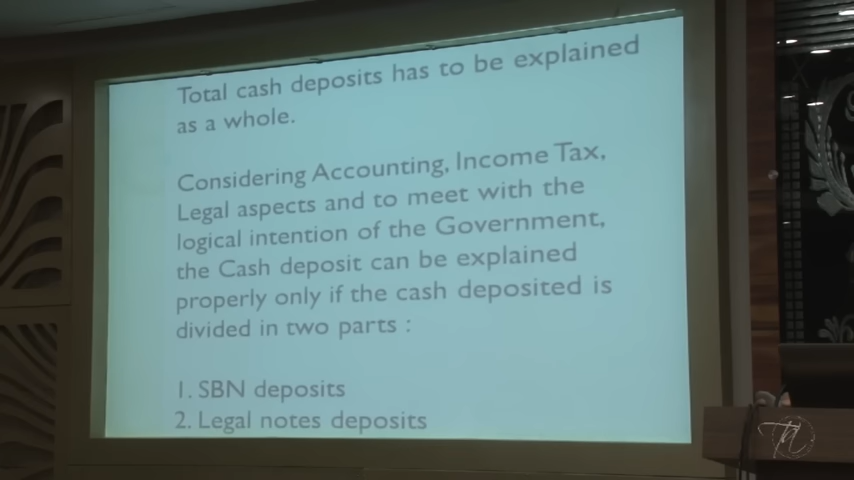 Total cash deposits has to be explained
as a whole.
Considering Accounting, Income Tax,
Legal aspects and to meet with the
logical intention of the Government,
the Cash deposit can be explained
properly only if the cash deposited is
divided in two parts :
1. SBN deposits
2. Legal notes deposits